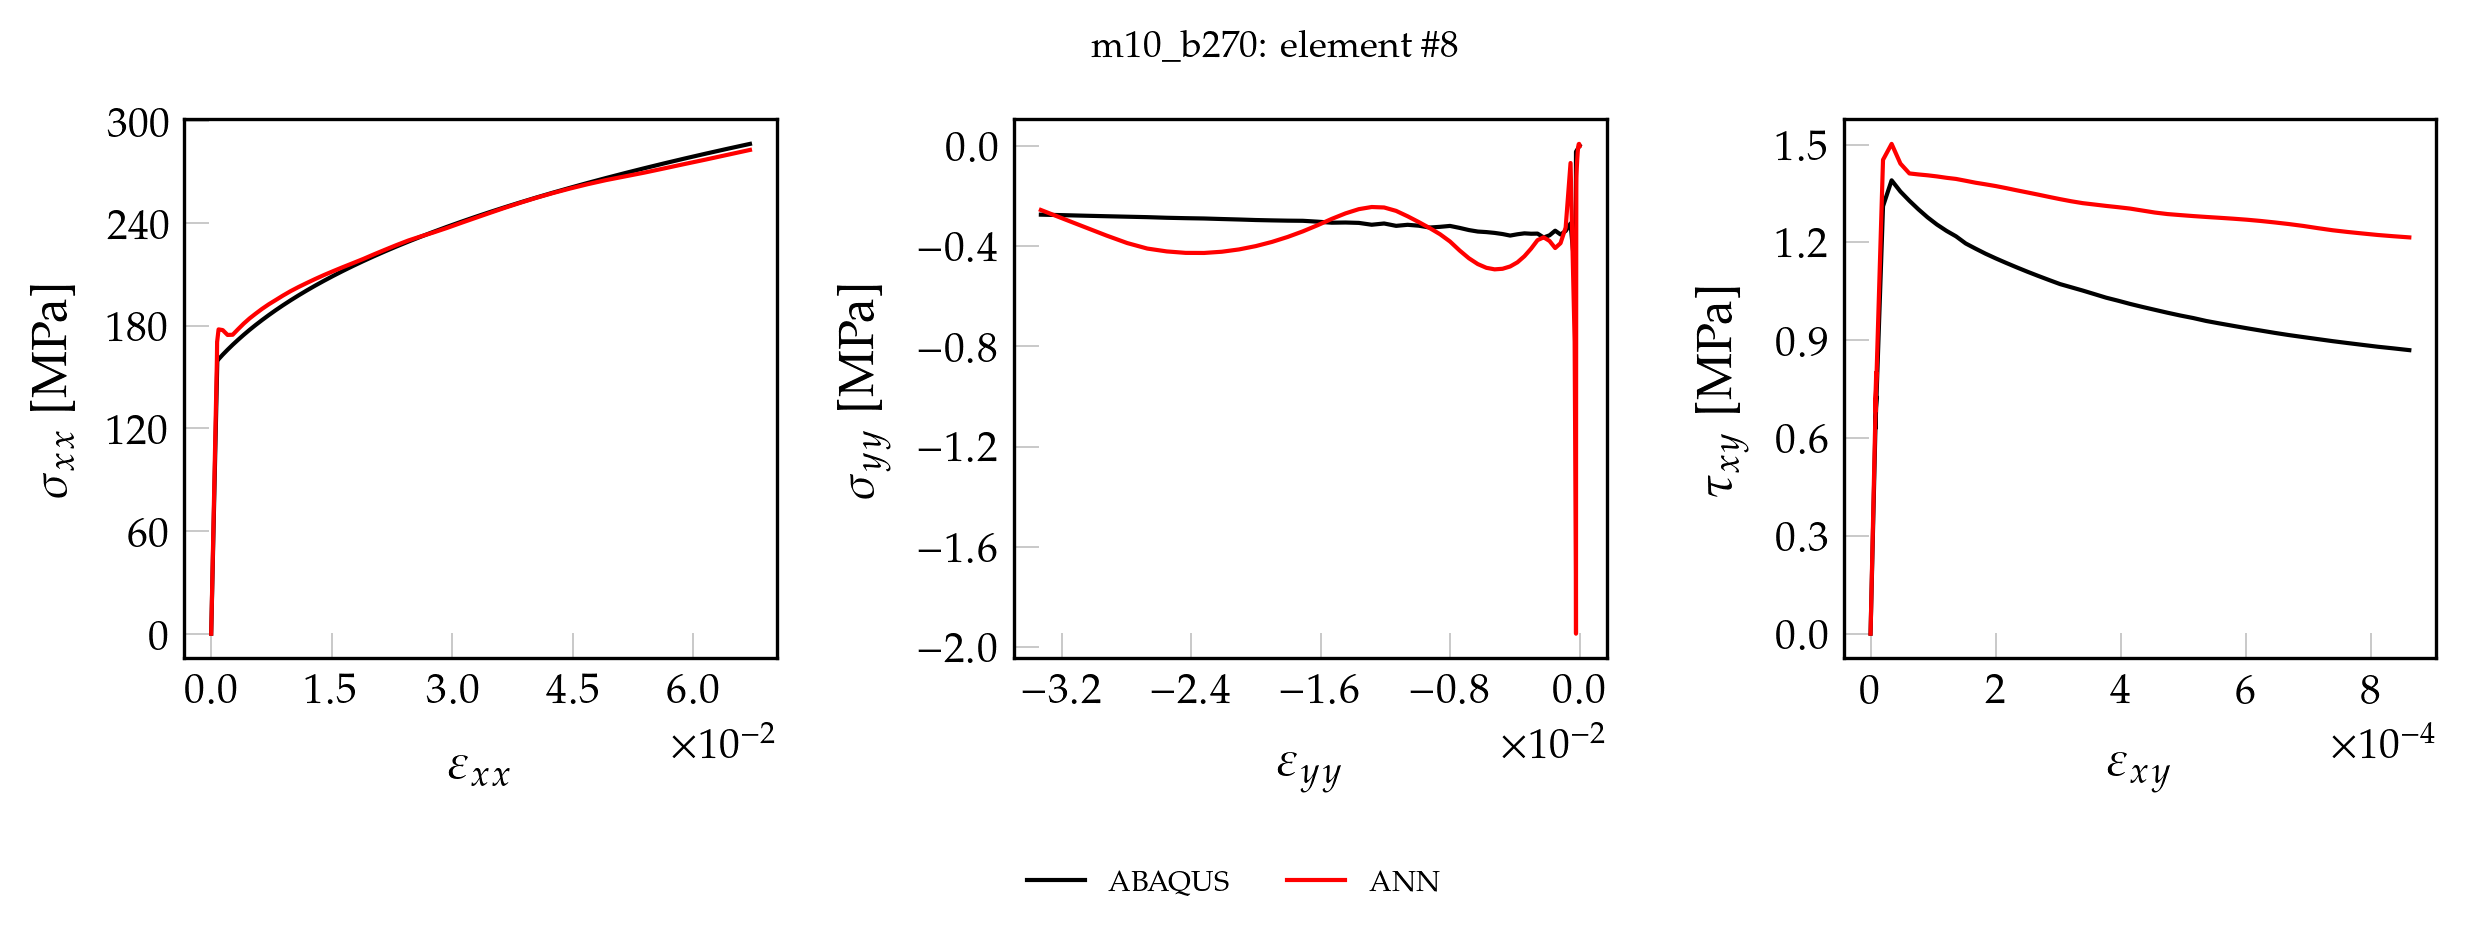 m10_b270: element #8
300
240
180
120
60
0
σxx [MPa]
0.0 1.5 3.0 4.5 6.0
×10−2
εxx
0.0
−0.4
−0.8
−1.2
−1.6
−2.0
σyy [MPa]
−3.2 −2.4 −1.6 −0.8 0.0
×10−2
εyy
1.5
1.2
0.9
0.6
0.3
0.0
τxy [MPa]
0 2 4 6 8
×10−4
εxy
ABAQUS ANN